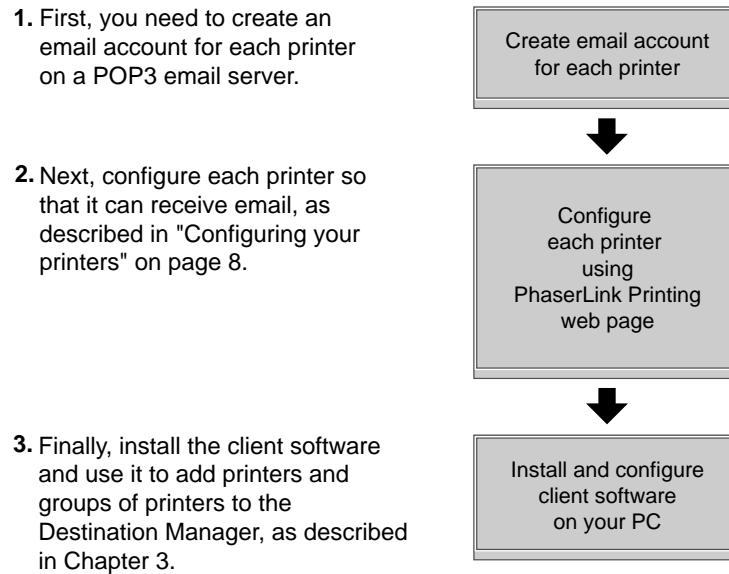 1. First, you need to create an
email account for each printer
on a POP3 email server.
Create email account
for each printer
2. Next, configure each printer so
that it can receive email, as
described in "Configuring your
printers" on page 8.
Configure
each printer
using
PhaserLink Printing
web page
3. Finally, install the client software
and use it to add printers and
groups of printers to the
Destination Manager, as described
in Chapter 3.
Install and configure
client software
on your PC